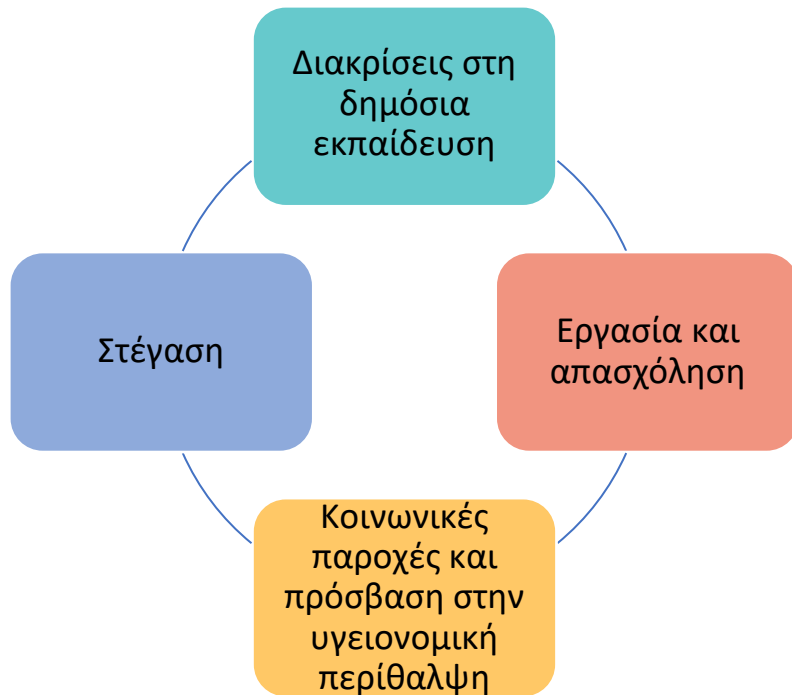 Διακρίσεις στη
δημόσια
εκπαίδευση
Στέγαση
Εργασία και
απασχόληση
Κοινωνικές
παροχές και
πρόσβαση στην
υγειονομική
περίθαλψη